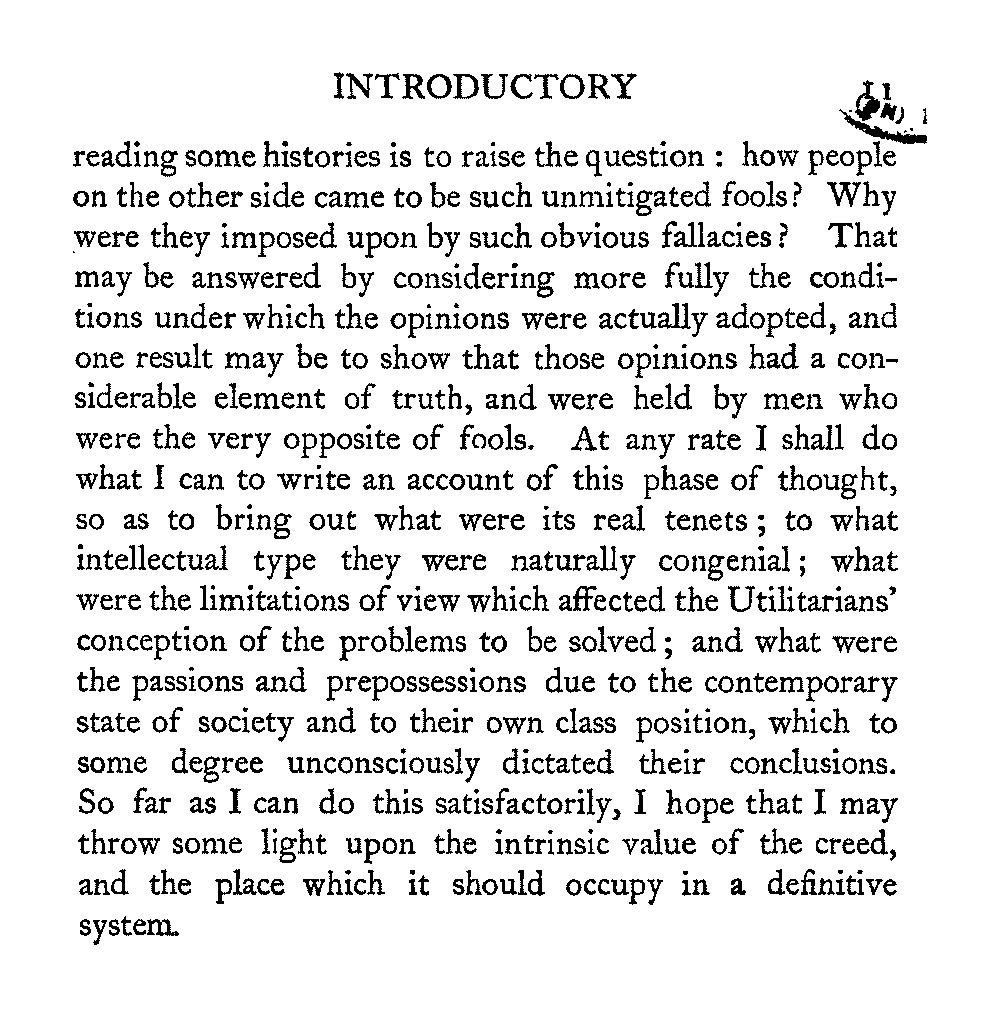 INTRODUCTORY 11
reading some histories is to raise the question : how people
on the other side came to be such unmitigated fools? Why
were they imposed upon by such obvious fallacies? That
may be answered by considering more fully the condi-
tions under which the opinions were actually adopted, and
one result may be to show that those opinions had a con-
siderable element of truth, and were held by men who
were the very opposite of fools. At any rate I shall do
what I can to write an account of this phase of thought,
so as to bring out what were its real tenets ; to what
intellectual type they were naturally congenial ; what
were the limitations of view which affected the Utilitarians’
conception of the problems to be solved ; and what were
the passions and prepossessions due to the contemporary
state of society and to their own class position, which to
some degree unconsciously dictated their conclusions.
So far as I can do this satisfactorily, I hope that I may
throw some light upon the intrinsic value of the creed,
and the place which it should occupy in a definitive
system.